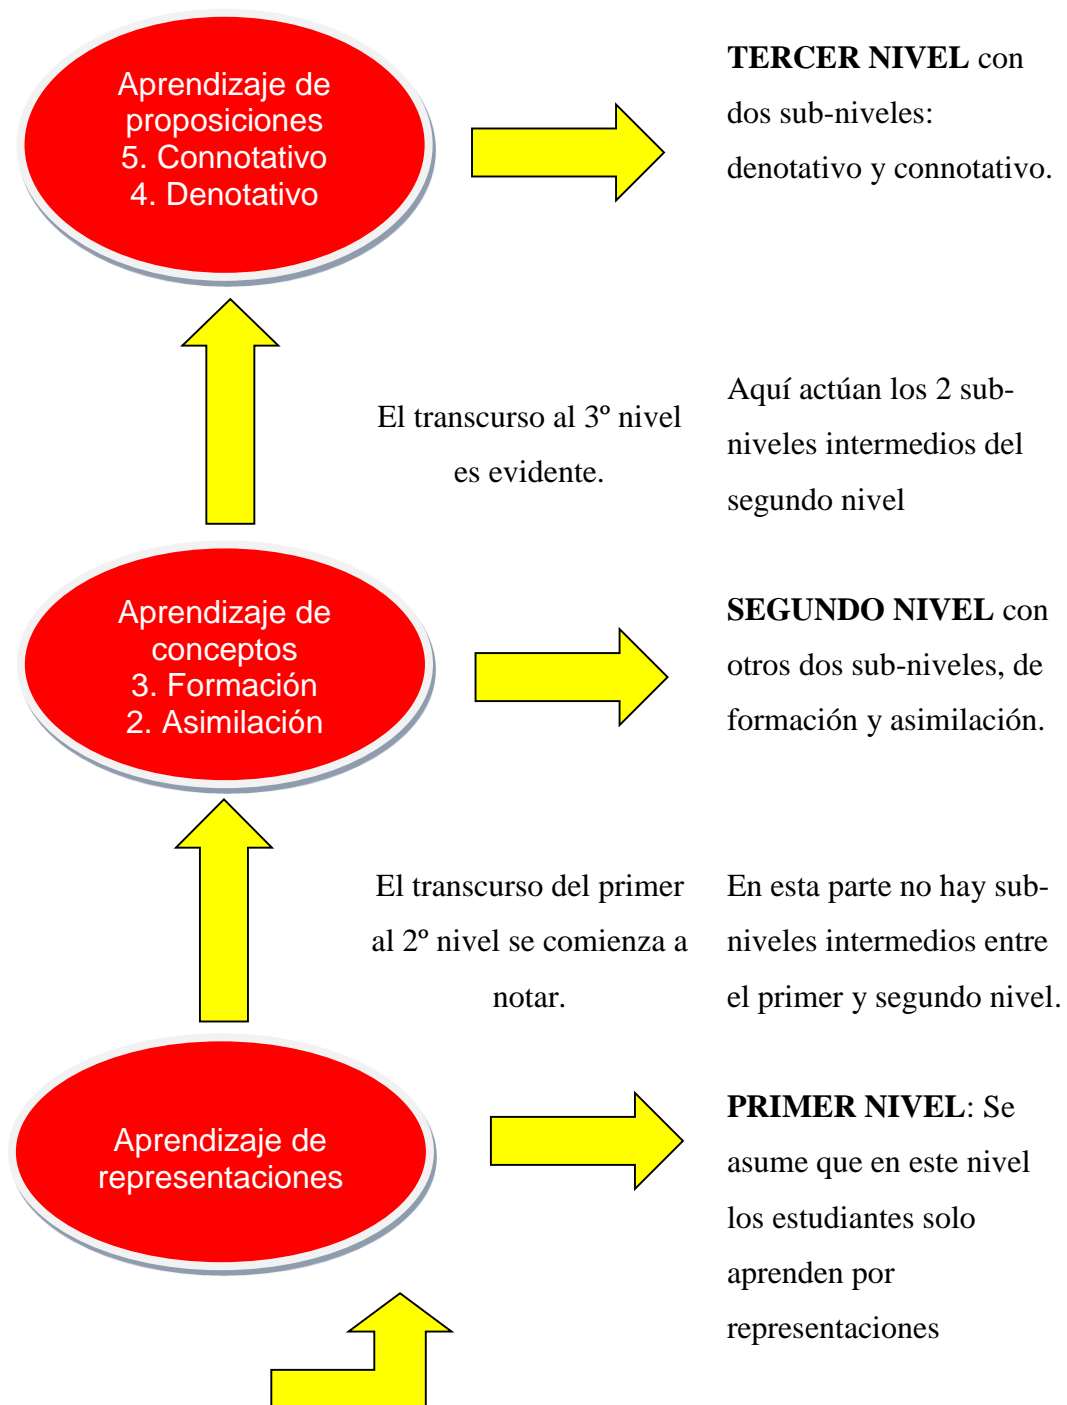 Aprendizaje de
proposiciones
5. Connotativo
4. Denotativo
TERCER NIVEL con
dos sub-niveles:
denotativo y connotativo.
El transcurso al 3º nivel
es evidente.
Aquí actúan los 2 sub-
niveles intermedios del
segundo nivel
Aprendizaje de
conceptos
3. Formación
2. Asimilación
SEGUNDO NIVEL con
otros dos sub-niveles, de
formación y asimilación.
El transcurso del primer
al 2º nivel se comienza a
notar.
En esta parte no hay sub-
niveles intermedios entre
el primer y segundo nivel.
Aprendizaje de
representaciones
PRIMER NIVEL: Se
asume que en este nivel
los estudiantes solo
aprenden por
representaciones